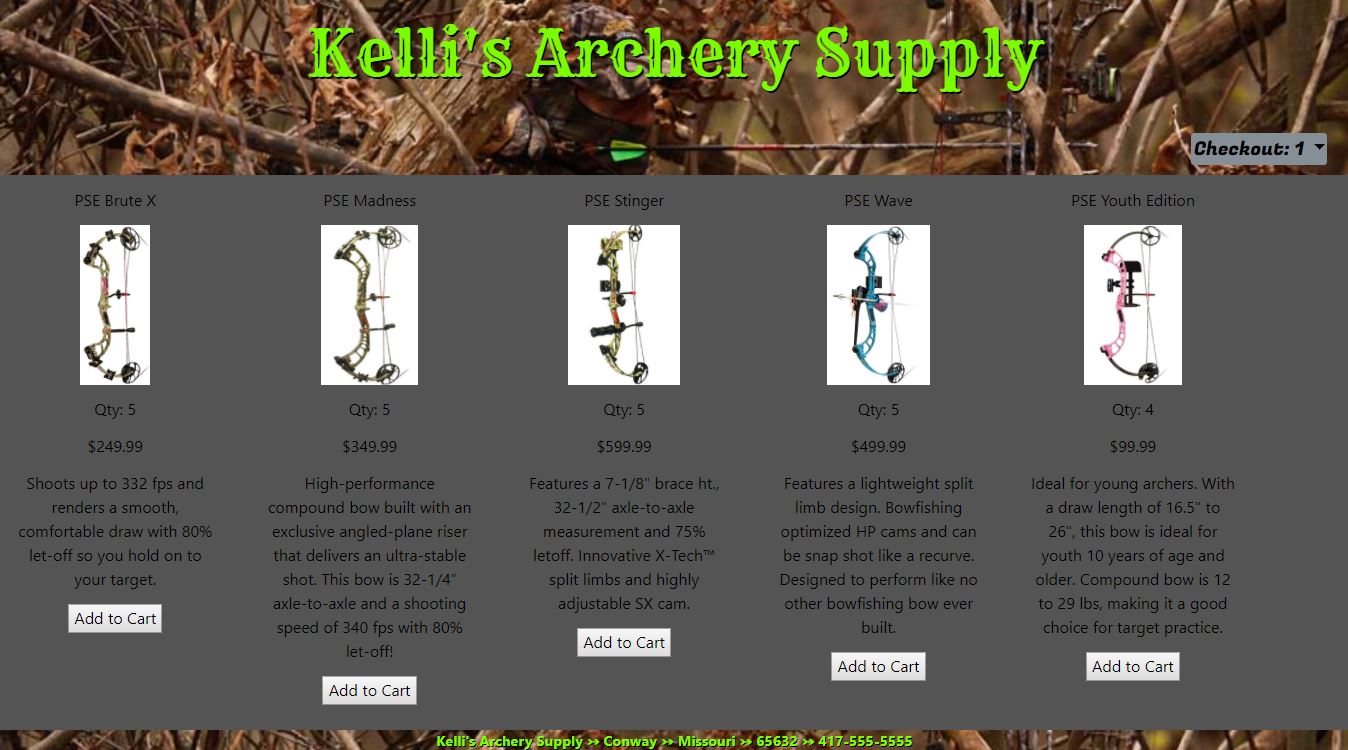 Kelli's Archery Supply
Checkout: 1
PSE Brute X
Qty: 5
$249.99
Shoots up to 332 fps and
renders a smooth,
comfortable draw with 80%
let-off so you hold on to
your target.
Add to Cart
PSE Madness
Qty: 5
$349.99
High-performance
compound bow built with an
exclusive angled-plane riser
that delivers an ultra-stable
shot. This bow is 32-1/4"
axle-to-axle and a shooting
speed of 340 fps with 80%
let-off!
Add to Cart
PSE Stinger
Qty: 5
$599.99
Features a 7-1/8" brace ht.,
32-1/2" axle-to-axle
measurement and 75%
letoff. Innovative X-Tech™
split limbs and highly
adjustable SX cam.
Add to Cart
PSE Wave
Qty: 5
$499.99
Features a lightweight split
limb design. Bowfishing
optimized HP cams and can
be snap shot like a recurve.
Designed to perform like no
other bowfishing bow ever
built.
Add to Cart
PSE Youth Edition
Qty: 4
$99.99
Ideal for young archers. With
a draw length of 16.5" to
26", this bow is ideal for
youth 10 years of age and
older. Compound bow is 12
to 29 lbs, making it a good
choice for target practice.
Add to Cart
Kelli's Archery Supply ↣ Conway ↣ Missouri ↣ 65632 ↣ 417-555-5555